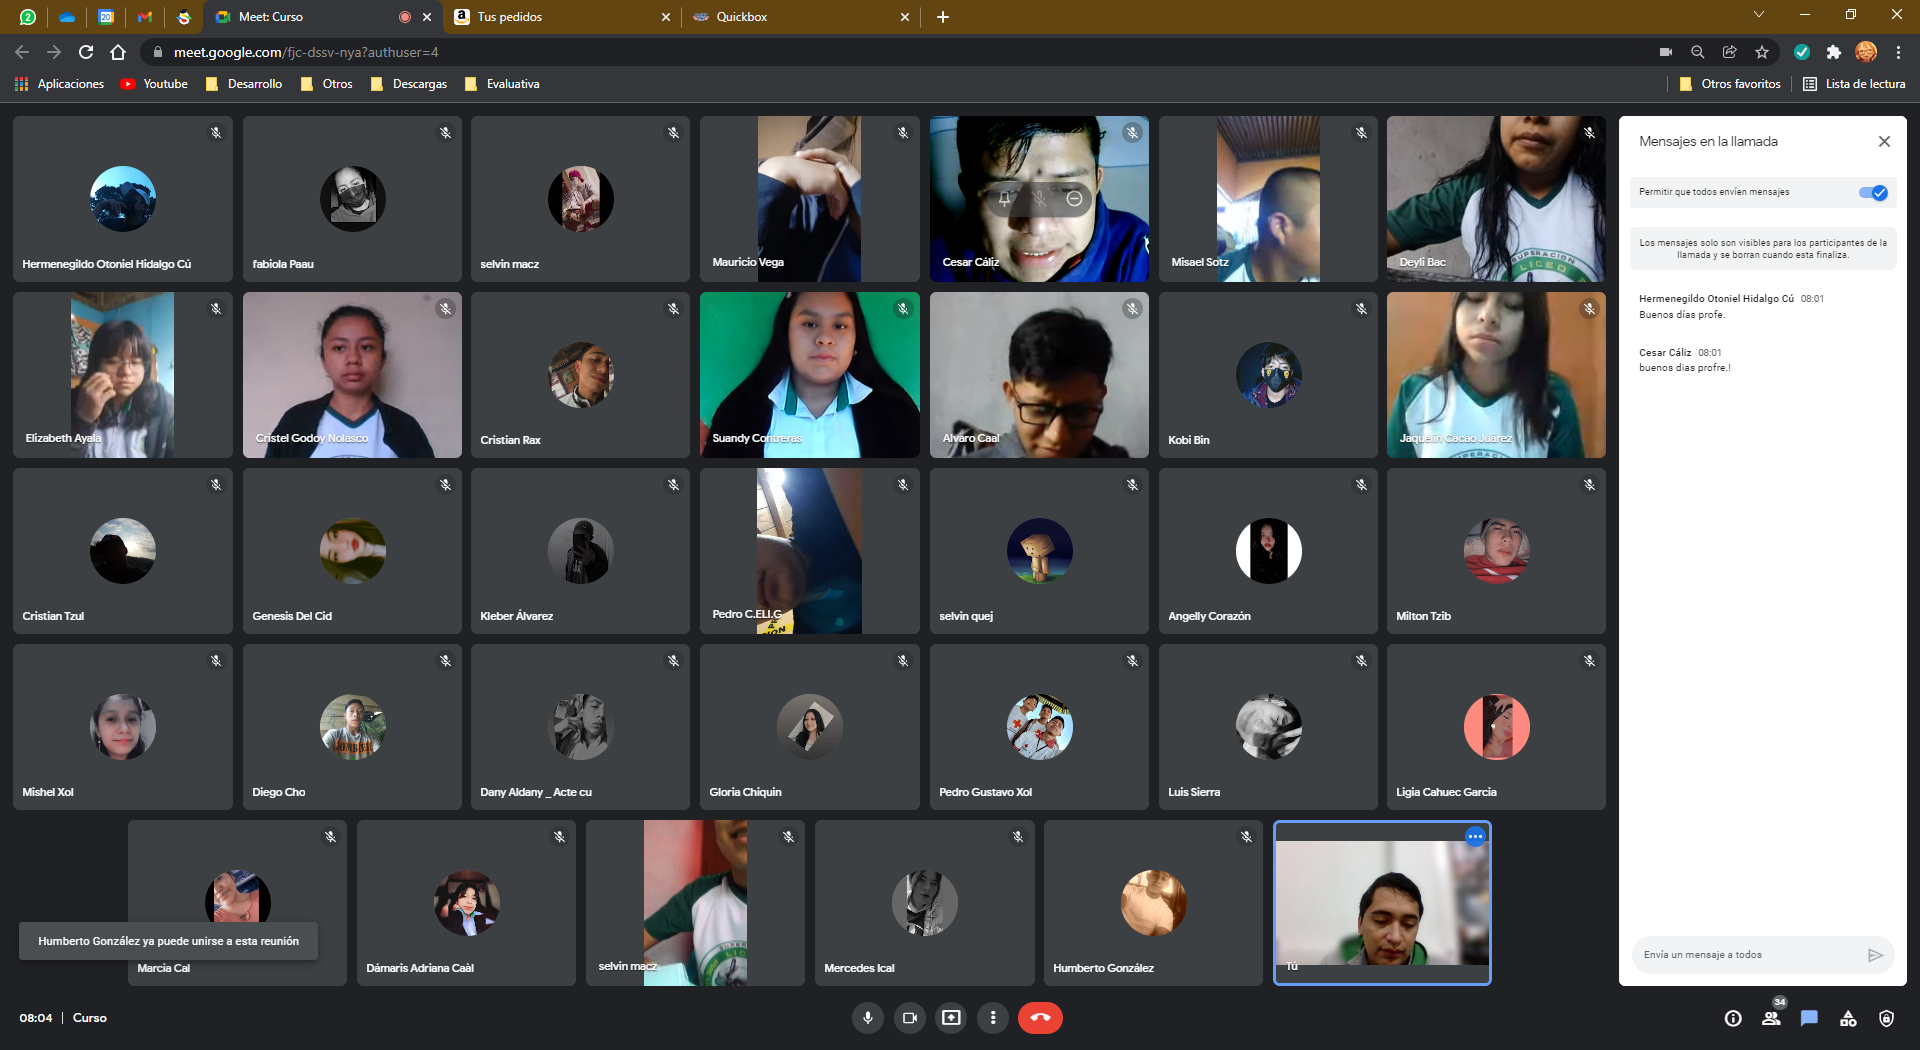 2
20
Meet: Curso
Tus pedidos
Quickbox
meet.google.com/fjc-dssv-nya?authuser=4
Aplicaciones
Youtube
Desarrollo
Otros
Descargas
Evaluativa
Otros favoritos
Lista de lectura
Hermenegildo Otoniel Hidalgo Cú
fabiola Paau
selvin macz
Mauricio Vega
Cesar Cáliz
Misael Sotz
Deyli Bac
SUPERACION
LICEO
Elizabeth Ayala
Cristel Godoy Nolasco
Cristian Rax
Suandy Contreras
Alvaro Caal
Kobi Bin
Jaquelin Cacao Juárez
Cristian Tzul
Genesis Del Cid
Kleber Álvarez
Pedro C.ELI.G
selvin quej
Angelly Corazón
Milton Tzib
Mishel Xol
Diego Cho
Dany Aldany _ Acte cu
Gloria Chiquin
Pedro Gustavo Xol
Luis Sierra
Ligia Cahuec Garcia
Marcia Cal
Dámaris Adriana Caàl
selvin macz
LICEO
Mercedes Ical
Humberto González
Tú
Humberto González ya puede unirse a esta reunión
Mensajes en la llamada
Permitir que todos envíen mensajes
Los mensajes solo son visibles para los participantes de la
llamada y se borran cuando esta finaliza.
Hermenegildo Otoniel Hidalgo Cú 08:01
Buenos días profe.
Cesar Cáliz 08:01
buenos dias profre.!
Envía un mensaje a todos
08:04 | Curso
34